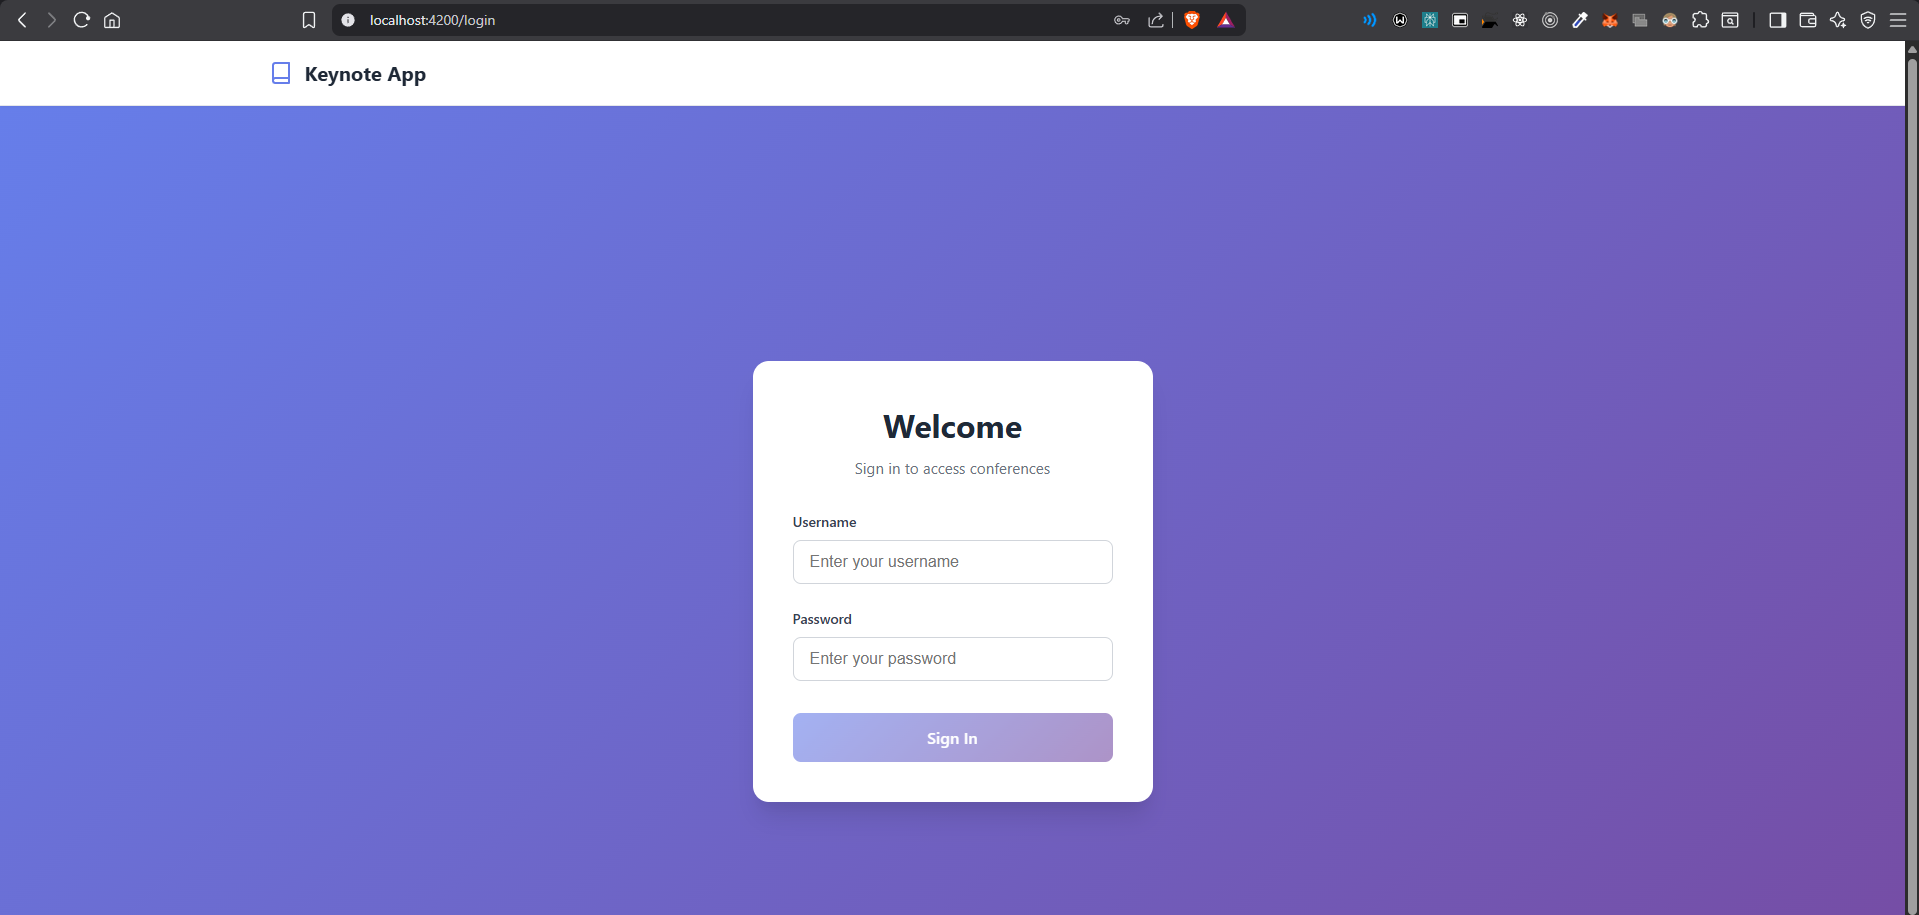 localhost:4200/login
Keynote App
Welcome
Sign in to access conferences
Username
Enter your username
Password
Enter your password
Sign In